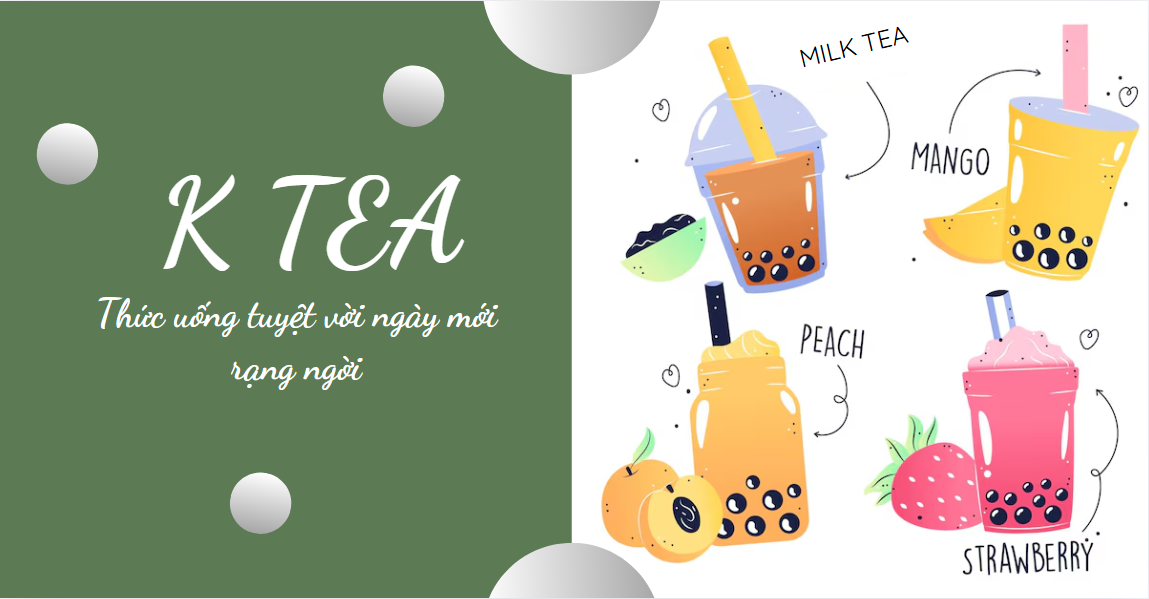 K TEA
Thức uống tuyệt vời ngày mới
rạng ngời
MILK TEA
MANGO
PEACH
STRAWBERRY